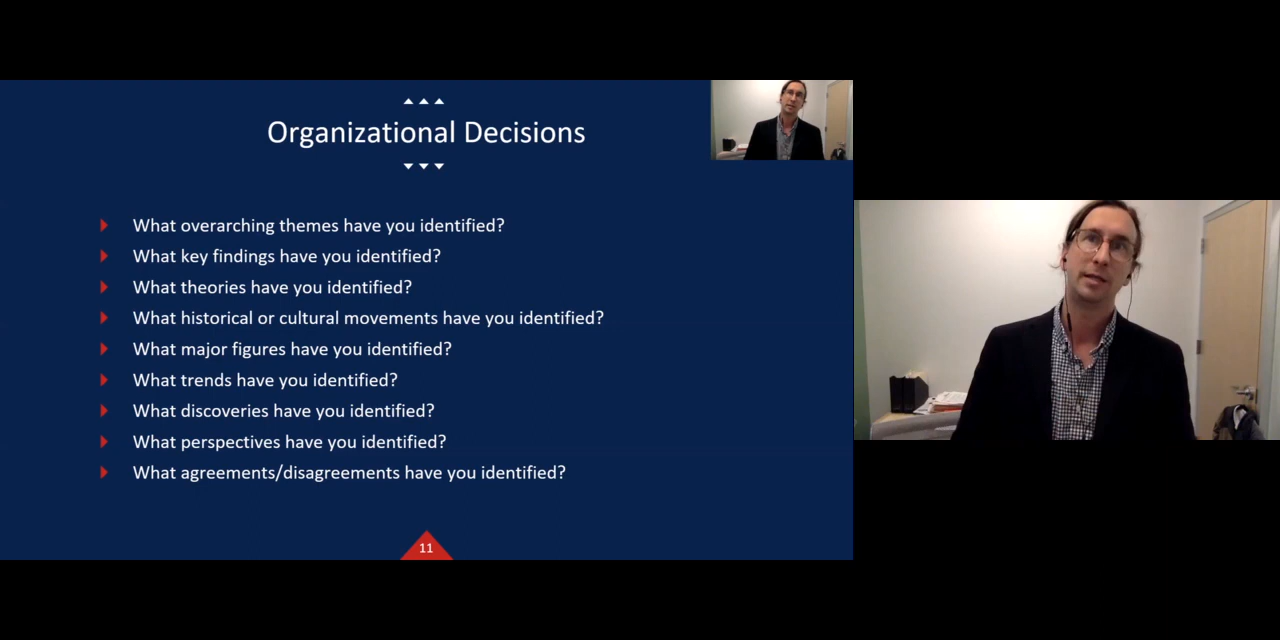 Organizational Decisions
What overarching themes have you identified?
What key findings have you identified?
What theories have you identified?
What historical or cultural movements have you identified?
What major figures have you identified?
What trends have you identified?
What discoveries have you identified?
What perspectives have you identified?
What agreements/disagreements have you identified?
11